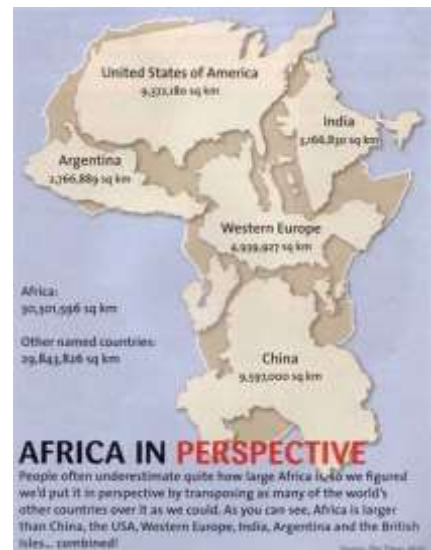 United States of America
9,372,180 sq km
India
3,166,830 sq km
Argentina
2,766,889 sq km
Western Europe
4,939,927 sq km
Africa:
30,301,596 sq km
Other named countries:
29,843,826 sq km
China
9,597,000 sq km
AFRICA IN PERSPECTIVE
People often underestimate quite how large Africa is, so we figured
we'd put it in perspective by transposing as many of the world's
other countries over it as we could. As you can see, Africa is larger
than China, the USA, Western Europe, India, Argentina and the British
Isles... combined!